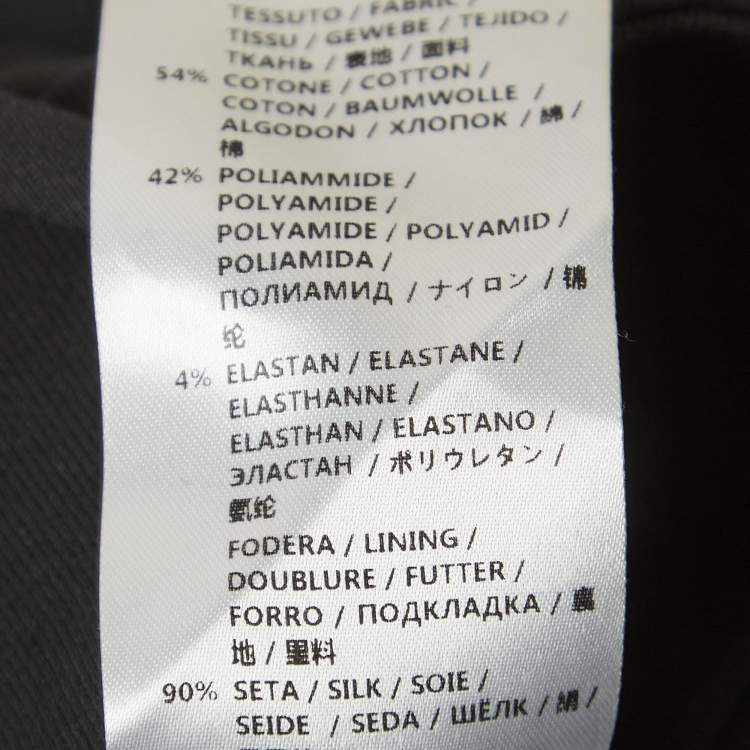 TESSUTO / FABRIC /
TISSU / GEWEBE / TEJIDO /
ТКАНЬ / 表地 / 面料
54% COTONE / COTTON /
COTON / BAUMWOLLE /
ALGODON / ХЛОПОК / 綿 /
棉
42% POLIAMMIDE /
POLYAMIDE /
POLYAMIDE / POLYAMID /
POLIAMIDA /
ПОЛИАМИД / ナイロン / 锦
纶
4% ELASTAN / ELASTANE /
ELASTHANNE /
ELASTHAN / ELASTANO /
ЭЛАСТАН / ポリウレタン /
氨纶
FODERA / LINING /
DOUBLURE / FUTTER /
FORRO / ПОДКЛАДКА / 裏
地 / 里料
90% SETA / SILK / SOIE /
SEIDE / SEDA / ШЁЛК / 絹 /